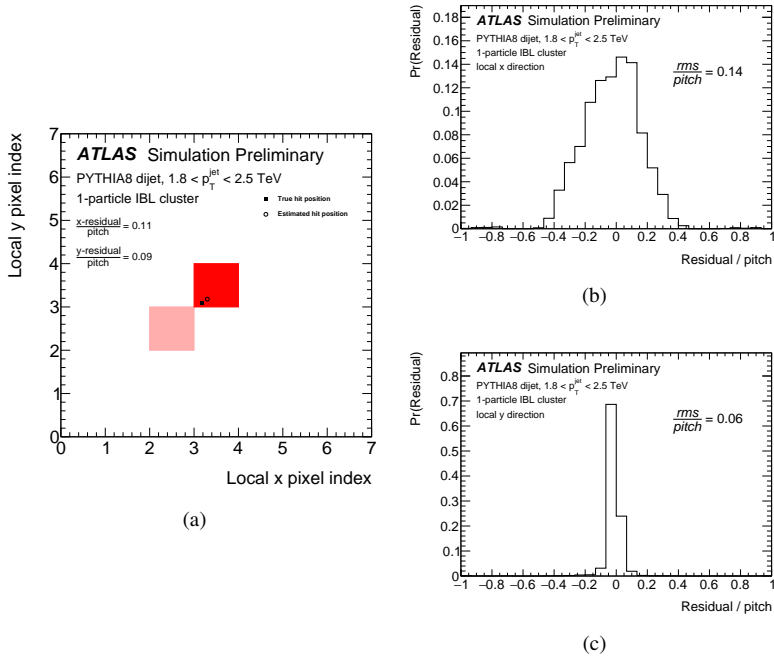 ATLAS Simulation Preliminary
PYTHIA8 dijet, 1.8 < p_T^jet < 2.5 TeV
1-particle IBL cluster
True hit position
Estimated hit position
x-residual
pitch
= 0.11
y-residual
pitch
= 0.09
Local y pixel index
7
6
5
4
3
2
1
0
0 1 2 3 4 5 6 7
Local x pixel index
(a)
ATLAS Simulation Preliminary
PYTHIA8 dijet, 1.8 < p_T^jet < 2.5 TeV
1-particle IBL cluster
local x direction
rms
pitch
= 0.14
Pr(Residual)
0.18
0.16
0.14
0.12
0.1
0.08
0.06
0.04
0.02
0
−1 −0.8 −0.6 −0.4 −0.2 0 0.2 0.4 0.6 0.8 1
Residual / pitch
(b)
ATLAS Simulation Preliminary
PYTHIA8 dijet, 1.8 < p_T^jet < 2.5 TeV
1-particle IBL cluster
local y direction
rms
pitch
= 0.06
Pr(Residual)
0.8
0.7
0.6
0.5
0.4
0.3
0.2
0.1
0
−1 −0.8 −0.6 −0.4 −0.2 0 0.2 0.4 0.6 0.8 1
Residual / pitch
(c)